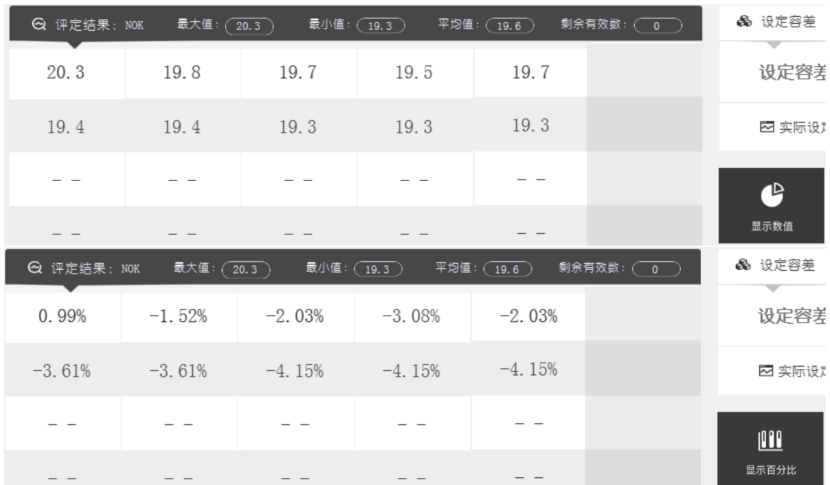 评定结果: NOK 最大值: 20.3 最小值: 19.3 平均值: 19.6 剩余有效数: 0 设定容差
20.3 19.8 19.7 19.5 19.7 设定容差
19.4 19.4 19.3 19.3 19.3 实际设定
-- -- -- -- --
-- -- -- -- -- 显示数值
评定结果: NOK 最大值: 20.3 最小值: 19.3 平均值: 19.6 剩余有效数: 0 设定容差
0.99% -1.52% -2.03% -3.08% -2.03% 设定容差
-3.61% -3.61% -4.15% -4.15% -4.15% 实际设定
-- -- -- -- --
-- -- -- -- -- 显示百分比